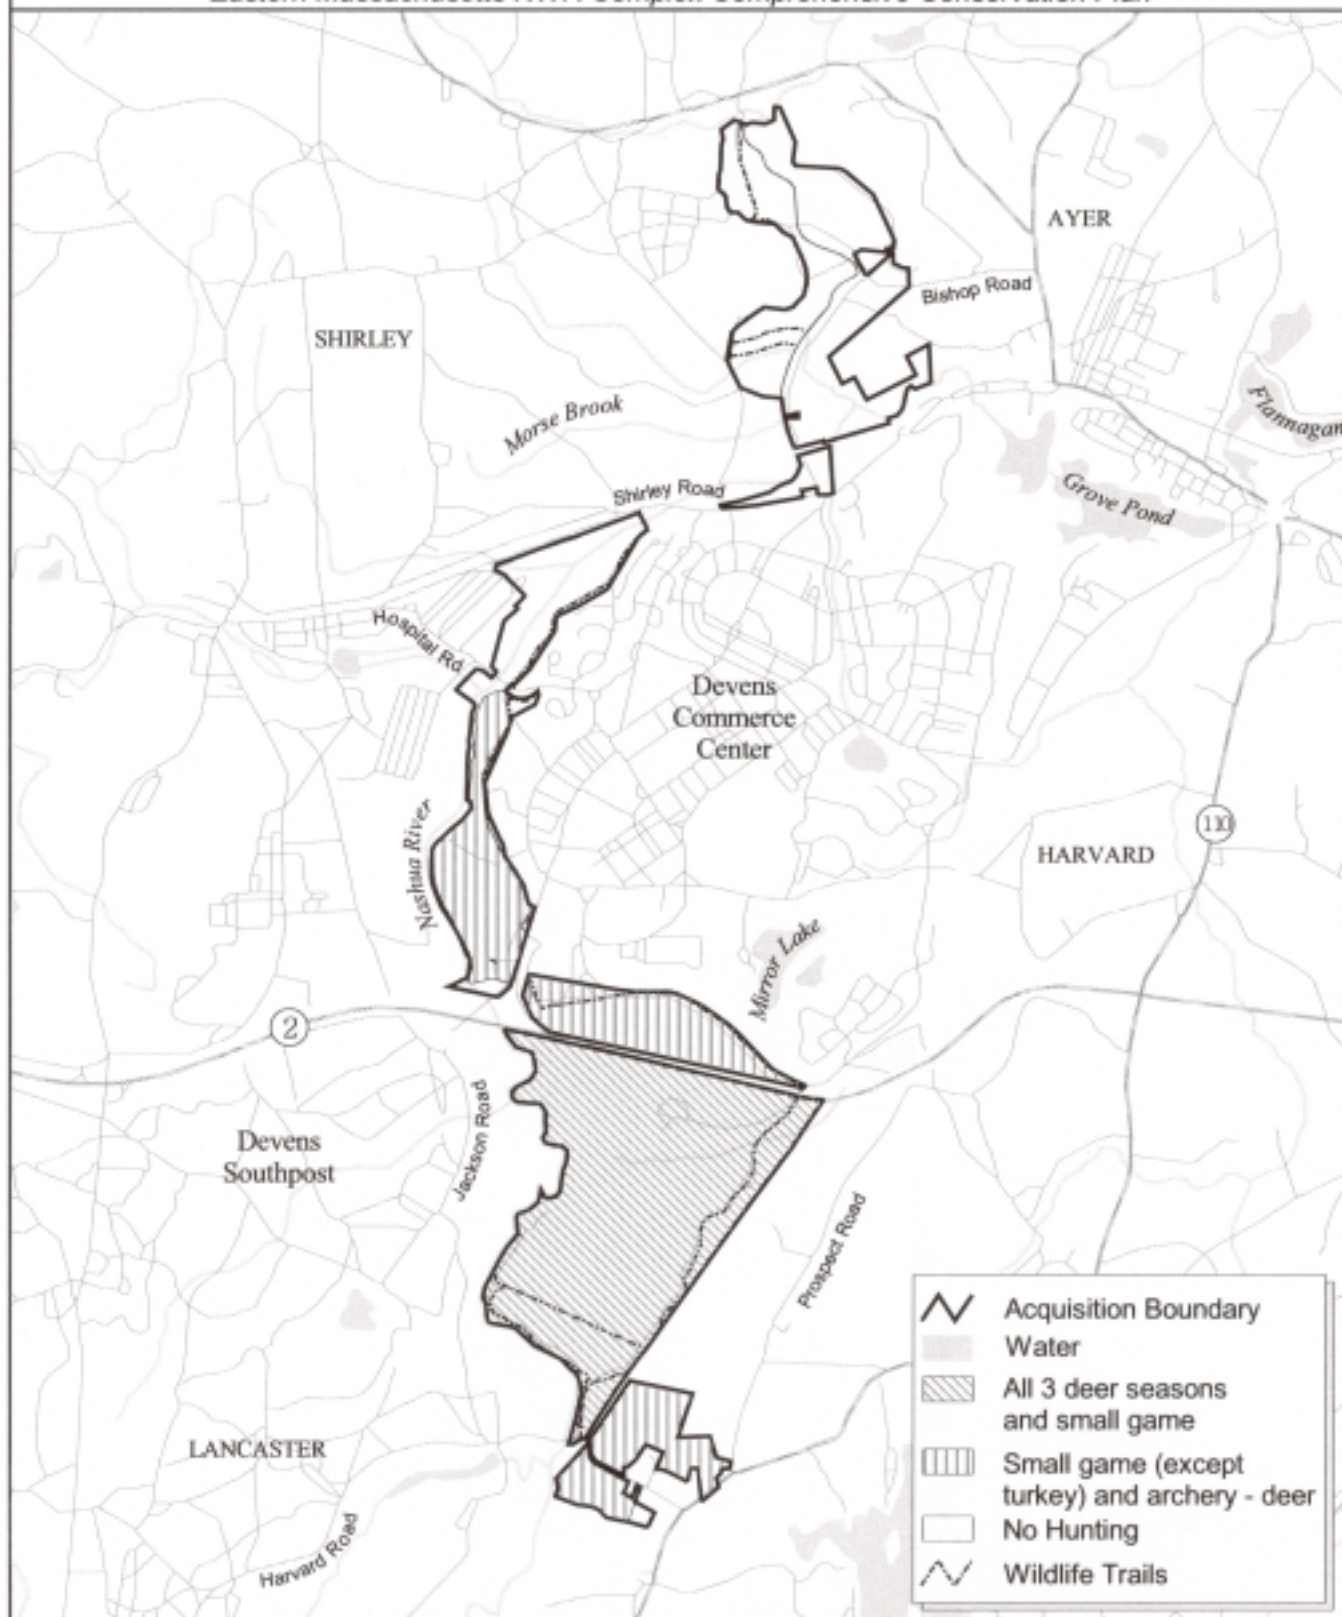 AYER
Bishop Road
SHIRLEY
Flannagan
Morse Brook
Shirley Road
Grove Pond
Hospital Rd
Devens
Commerce
Center
Nashua River
110
HARVARD
Mirror Lake
2
Jackson Road
Devens
Southpost
Prospect Road
Acquisition Boundary
Water
All 3 deer seasons
and small game
LANCASTER
Small game (except
turkey) and archery - deer
No Hunting
Harvard Road
Wildlife Trails